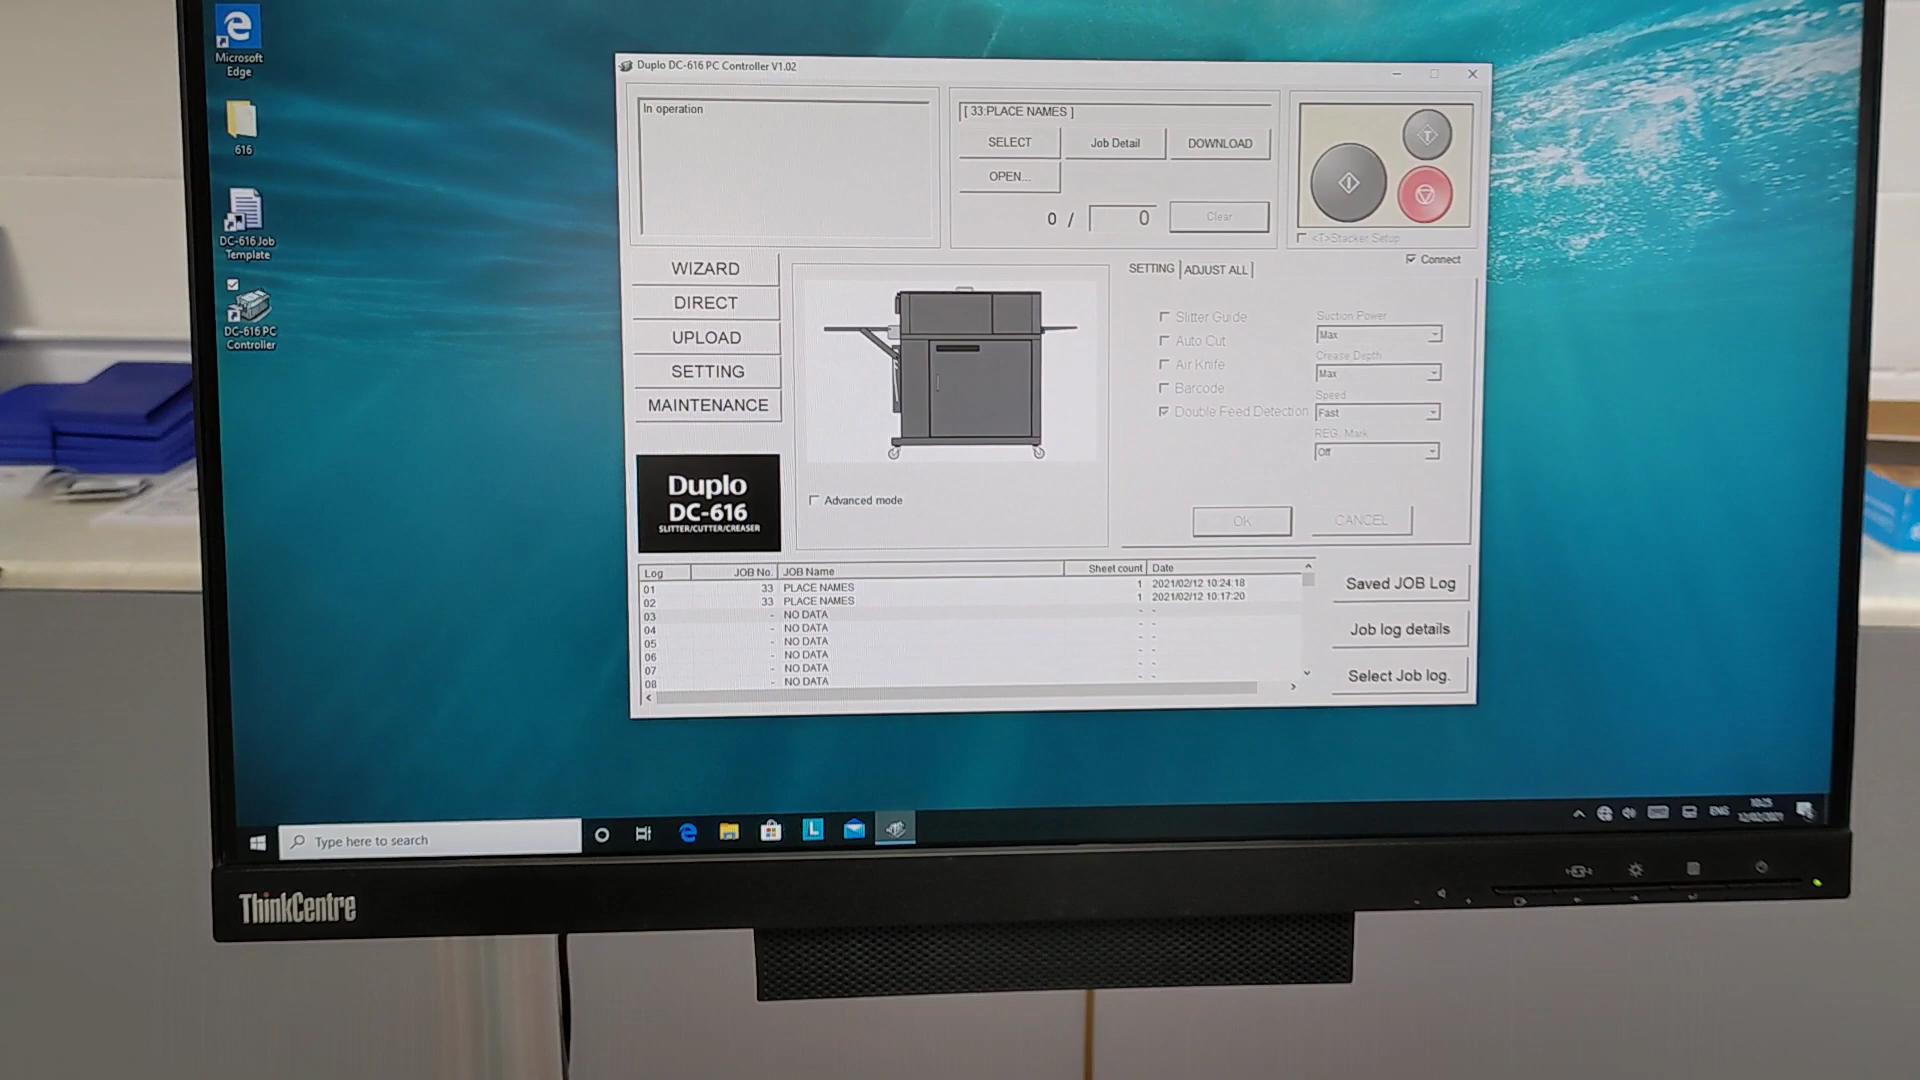 Microsoft
Edge
616
DC-616 Job
Template
DC-616 PC
Controller
Duplo DC-616 PC Controller V1.02
In operation
[ 33:PLACE NAMES ]
SELECT
Job Detail
DOWNLOAD
OPEN...
0 / 0
Clear
<T>Stacker Setup
Connect
WIZARD
DIRECT
UPLOAD
SETTING
MAINTENANCE
Duplo
DC-616
SLITTER/CUTTER/CREASER
Advanced mode
SETTING ADJUST ALL
Slitter Guide
Auto Cut
Air Knife
Barcode
Double Feed Detection
Suction Power
Max
Crease Depth
Max
Speed
Fast
REG. Mark
Off
OK
CANCEL
Log JOB No. JOB Name Sheet count Date
01 33 PLACE NAMES 1 2021/02/12 10:24:18
02 33 PLACE NAMES 1 2021/02/12 10:17:20
03 - NO DATA - -
04 - NO DATA - -
05 - NO DATA - -
06 - NO DATA - -
07 - NO DATA - -
08 - NO DATA - -
Saved JOB Log
Job log details
Select Job log.
Type here to search
L
ENG
10:25
12/02/2021
ThinkCentre